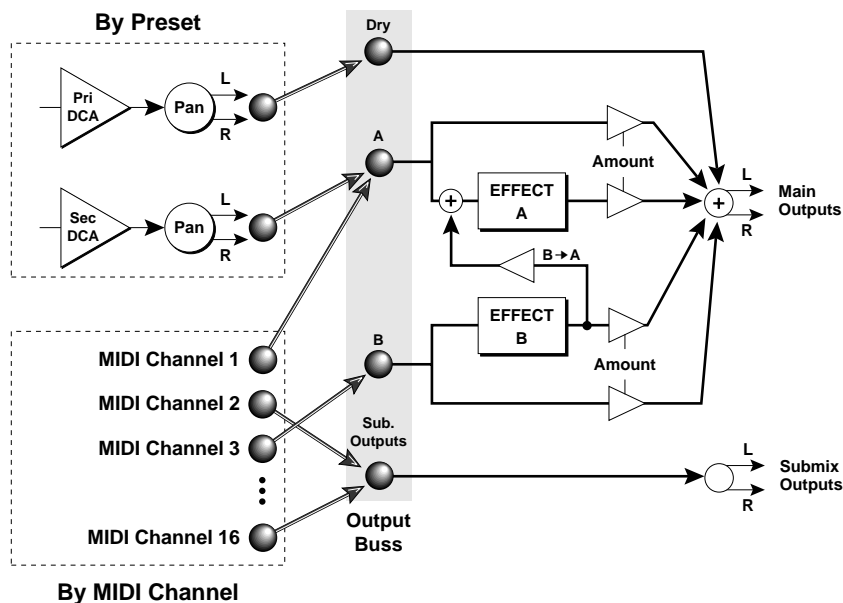 By Preset
Dry
Pri
DCA
Pan
L
R
A
Amount
EFFECT
A
+
+
L
R
Main
Outputs
Sec
DCA
Pan
L
R
B→A
EFFECT
B
B
Amount
MIDI Channel 1
MIDI Channel 2
MIDI Channel 3
MIDI Channel 16
Sub.
Outputs
L
R
Submix
Outputs
Output
Buss
By MIDI Channel